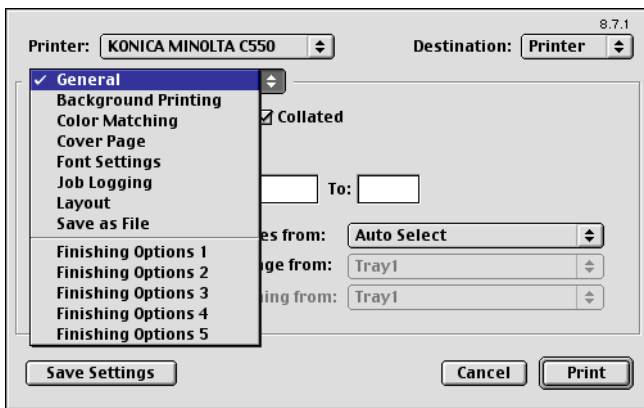 8.7.1
Printer: KONICA MINOLTA C550 Destination: Printer
✓ General
Background Printing
Color Matching
Collated
Cover Page
Font Settings
Job Logging
To:
Layout
Save as File
es from: Auto Select
Finishing Options 1
Finishing Options 2
ge from: Tray1
Finishing Options 3
ing from: Tray1
Finishing Options 4
Finishing Options 5
Save Settings Cancel Print